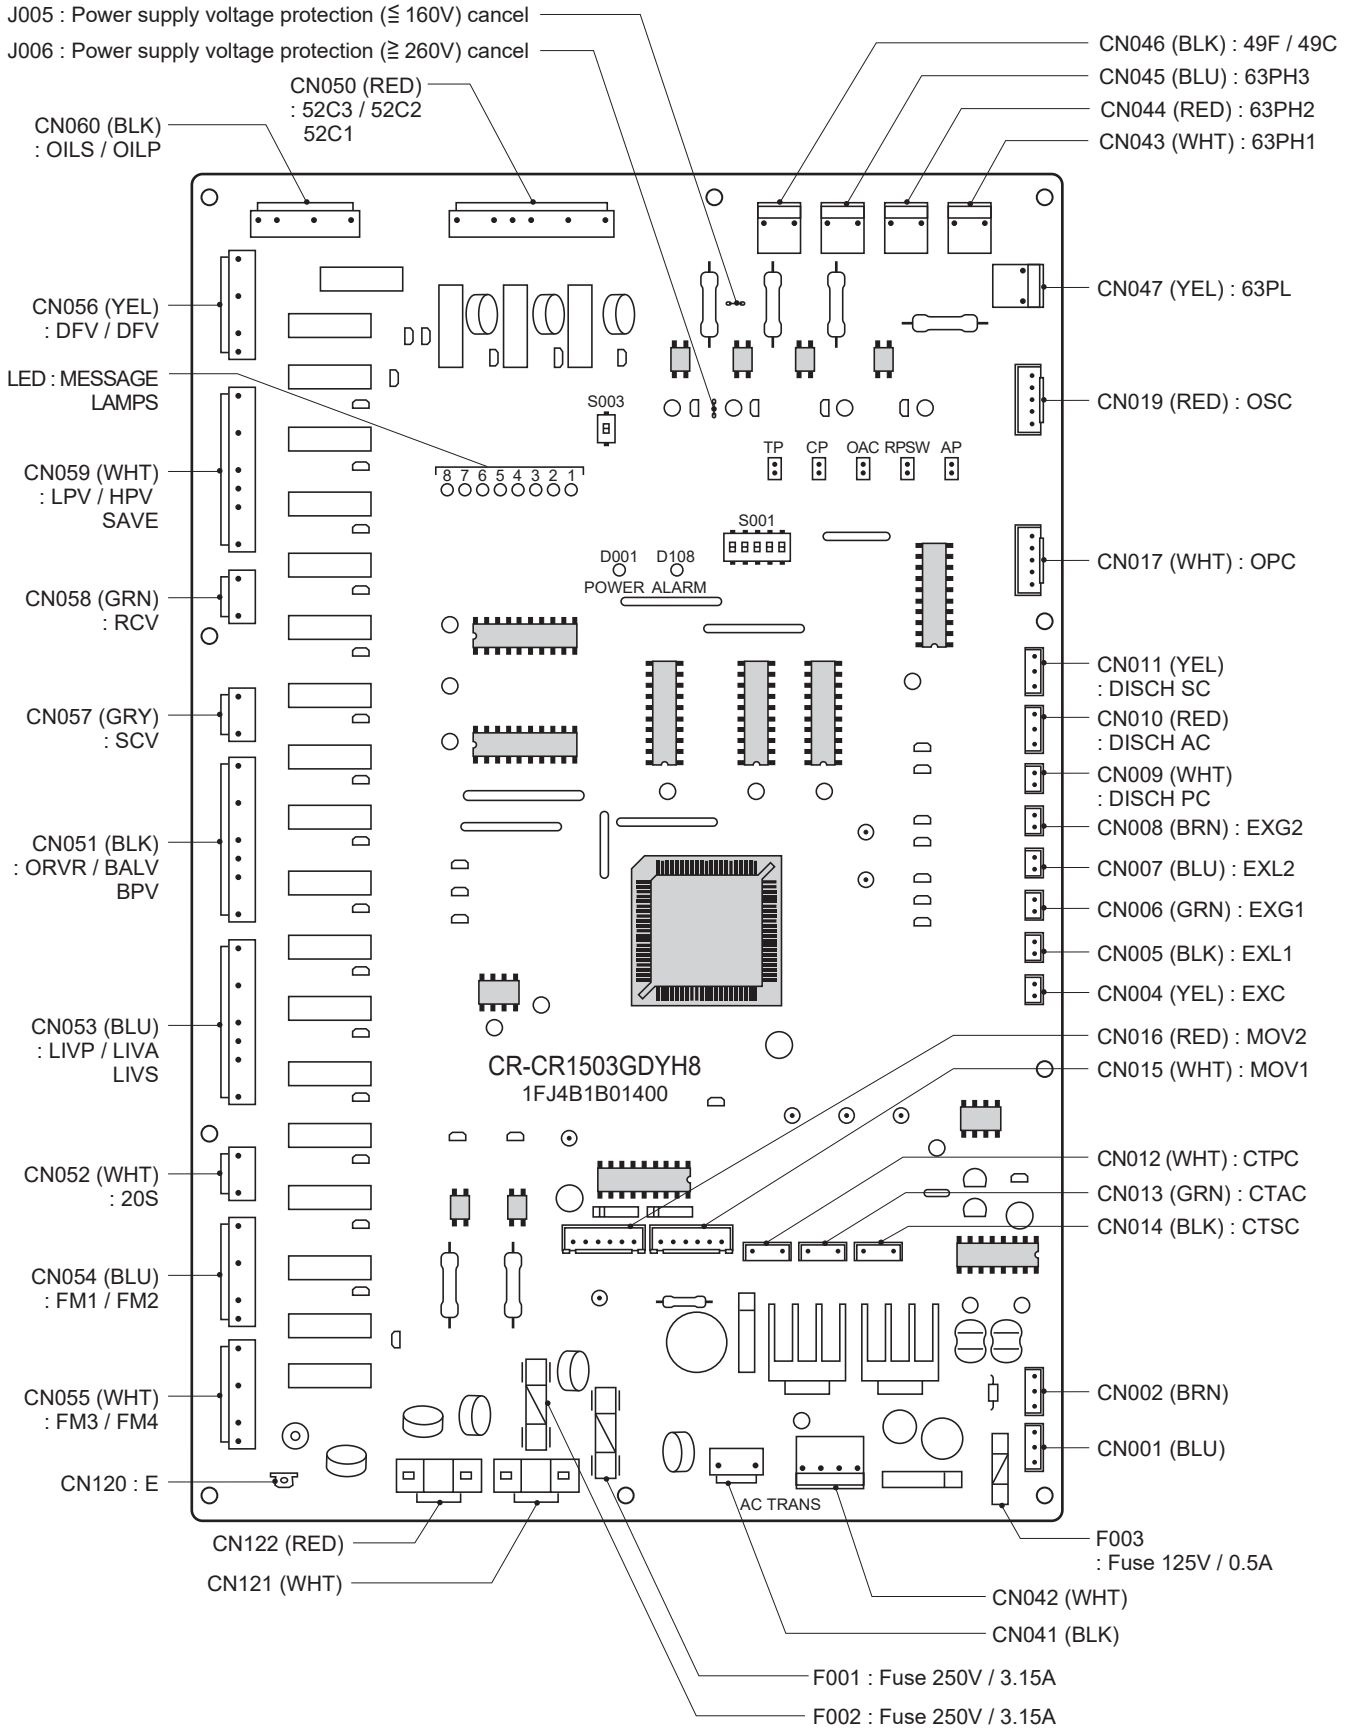 J005 : Power supply voltage protection (≦ 160V) cancel
J006 : Power supply voltage protection (≧ 260V) cancel
CN050 (RED)
: 52C3 / 52C2
52C1
CN060 (BLK)
: OILS / OILP
CN046 (BLK) : 49F / 49C
CN045 (BLU) : 63PH3
CN044 (RED) : 63PH2
CN043 (WHT) : 63PH1
CN056 (YEL)
: DFV / DFV
LED : MESSAGE
LAMPS
CN059 (WHT)
: LPV / HPV
SAVE
CN058 (GRN)
: RCV
CN057 (GRY)
: SCV
CN051 (BLK)
: ORVR / BALV
BPV
CN053 (BLU)
: LIVP / LIVA
LIVS
CN052 (WHT)
: 20S
CN054 (BLU)
: FM1 / FM2
CN055 (WHT)
: FM3 / FM4
CN120 : E
S003
8 7 6 5 4 3 2 1
TP CP OAC RPSW AP
S001
D001 D108
POWER ALARM
CR-CR1503GDYH8
1FJ4B1B01400
AC TRANS
CN047 (YEL) : 63PL
CN019 (RED) : OSC
CN017 (WHT) : OPC
CN011 (YEL)
: DISCH SC
CN010 (RED)
: DISCH AC
CN009 (WHT)
: DISCH PC
CN008 (BRN) : EXG2
CN007 (BLU) : EXL2
CN006 (GRN) : EXG1
CN005 (BLK) : EXL1
CN004 (YEL) : EXC
CN016 (RED) : MOV2
CN015 (WHT) : MOV1
CN012 (WHT) : CTPC
CN013 (GRN) : CTAC
CN014 (BLK) : CTSC
CN002 (BRN)
CN001 (BLU)
F003
: Fuse 125V / 0.5A
CN122 (RED)
CN121 (WHT)
CN042 (WHT)
CN041 (BLK)
F001 : Fuse 250V / 3.15A
F002 : Fuse 250V / 3.15A